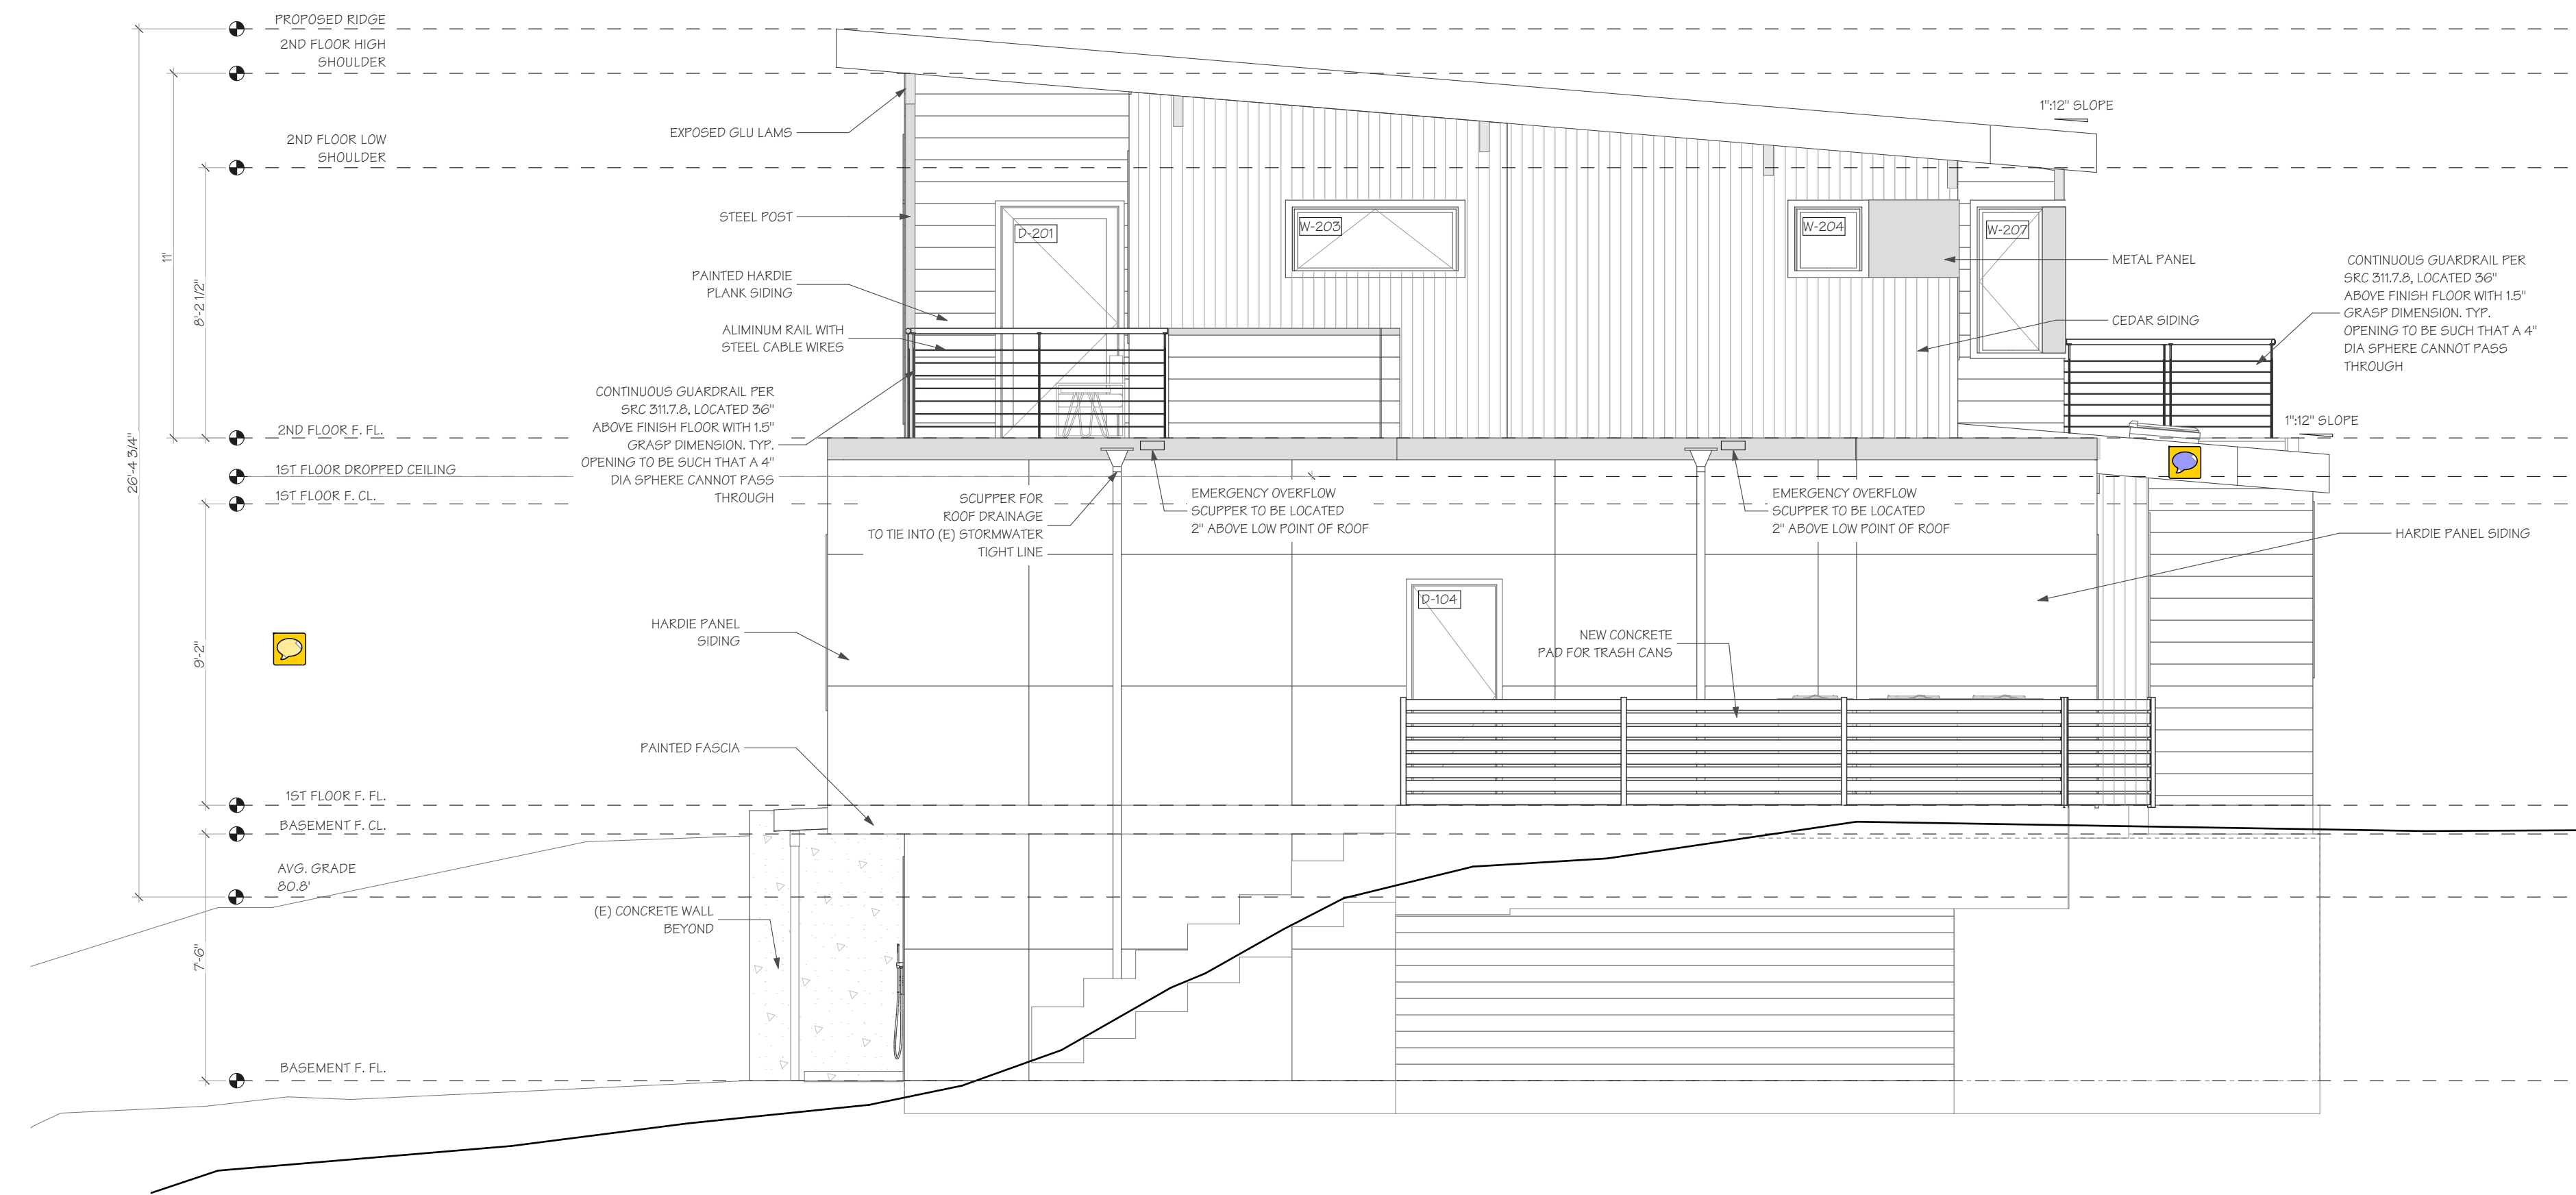 PROPOSED RIDGE
2ND FLOOR HIGH
SHOULDER
2ND FLOOR LOW
SHOULDER
11'
8'-2 1/2"
26'-4 3/4"
2ND FLOOR F. FL.
1ST FLOOR DROPPED CEILING
1ST FLOOR F. CL.
9'-2"
1ST FLOOR F. FL.
BASEMENT F. CL.
AVG. GRADE
80.8'
7'-6"
BASEMENT F. FL.
EXPOSED GLU LAMS
STEEL POST
PAINTED HARDIE
PLANK SIDING
ALIMINUM RAIL WITH
STEEL CABLE WIRES
CONTINUOUS GUARDRAIL PER
SRC 311.7.8, LOCATED 36"
ABOVE FINISH FLOOR WITH 1.5"
GRASP DIMENSION. TYP.
OPENING TO BE SUCH THAT A 4"
DIA SPHERE CANNOT PASS
THROUGH
SCUPPER FOR
ROOF DRAINAGE
TO TIE INTO (E) STORMWATER
TIGHT LINE
HARDIE PANEL
SIDING
PAINTED FASCIA
(E) CONCRETE WALL
BEYOND
D-201
W-203
W-204
W-207
EMERGENCY OVERFLOW
SCUPPER TO BE LOCATED
2" ABOVE LOW POINT OF ROOF
EMERGENCY OVERFLOW
SCUPPER TO BE LOCATED
2" ABOVE LOW POINT OF ROOF
D-104
NEW CONCRETE
PAD FOR TRASH CANS
1":12" SLOPE
METAL PANEL
CEDAR SIDING
CONTINUOUS GUARDRAIL PER
SRC 311.7.8, LOCATED 36"
ABOVE FINISH FLOOR WITH 1.5"
GRASP DIMENSION. TYP.
OPENING TO BE SUCH THAT A 4"
DIA SPHERE CANNOT PASS
THROUGH
1":12" SLOPE
HARDIE PANEL SIDING